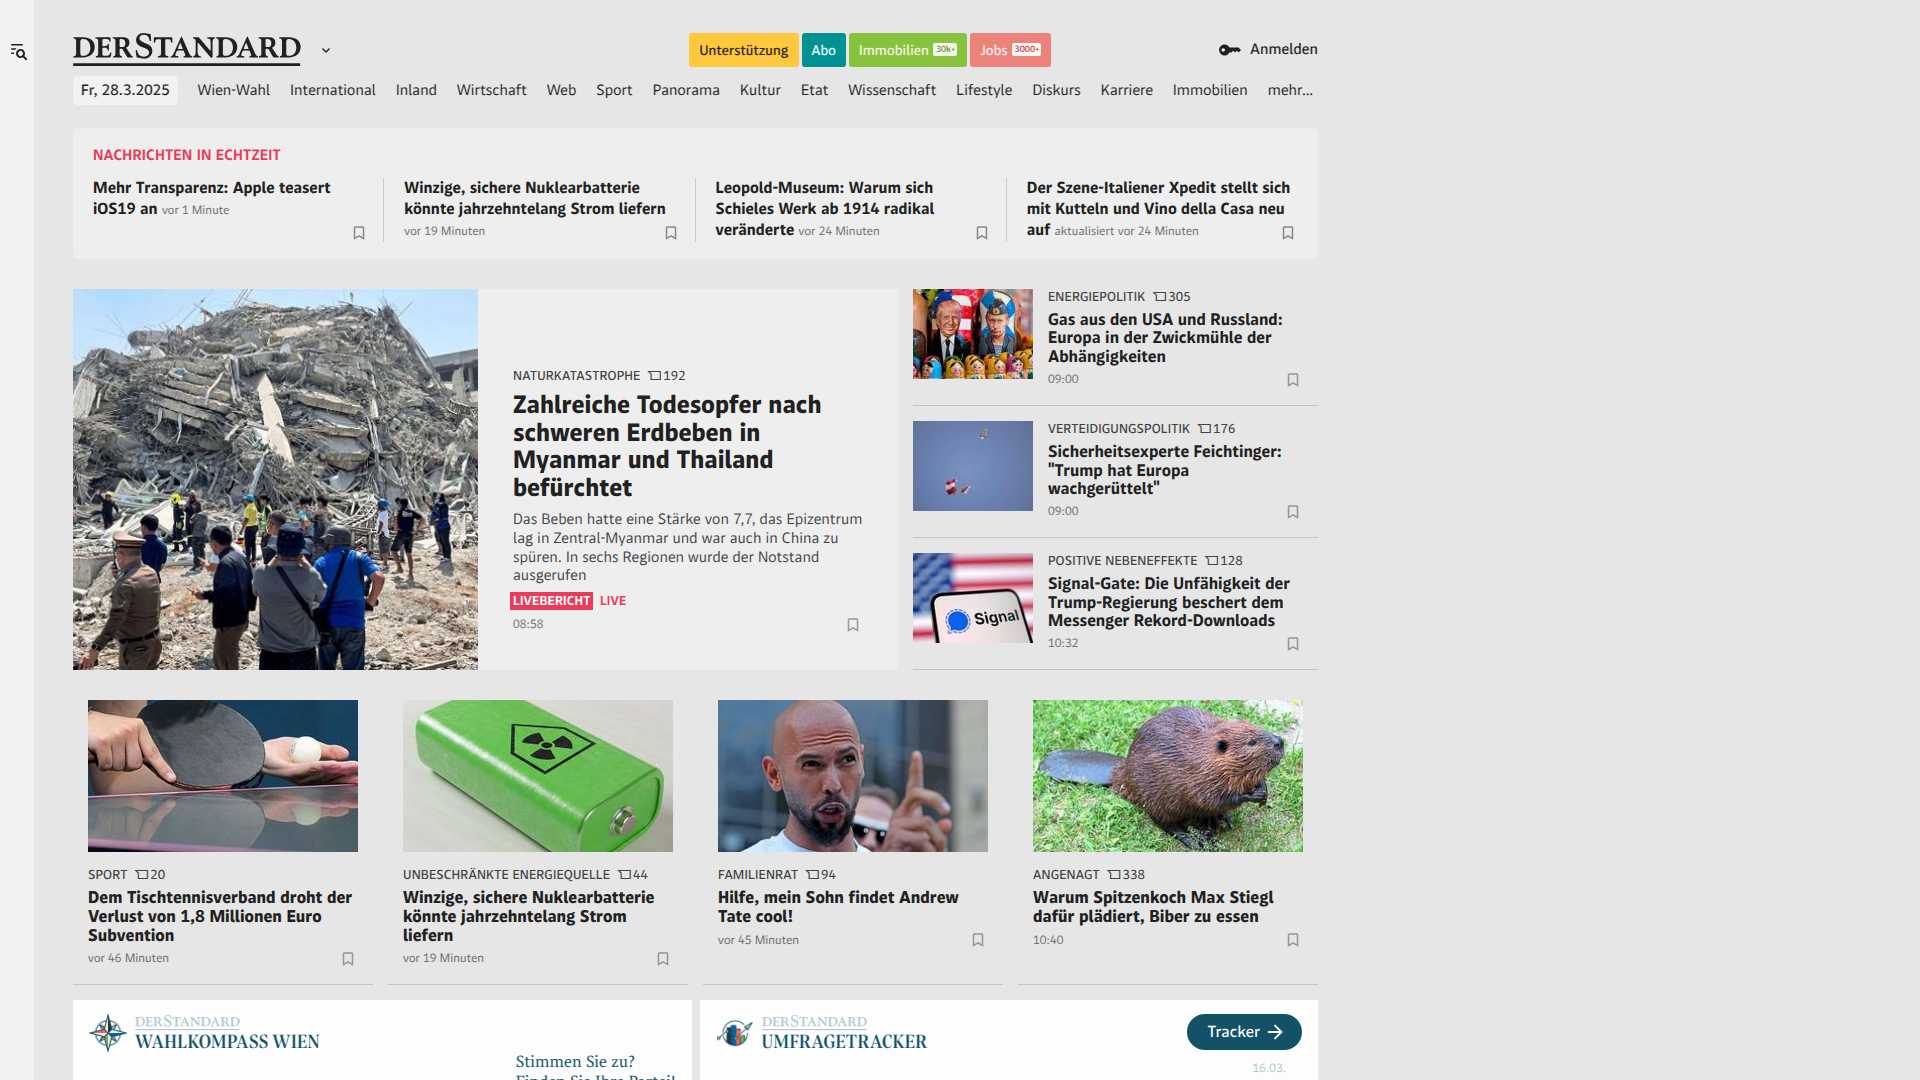 DERSTANDARD
Unterstützung
Abo
Immobilien 30k+
Jobs 3000+
Anmelden
Fr, 28.3.2025
Wien-Wahl
International
Inland
Wirtschaft
Web
Sport
Panorama
Kultur
Etat
Wissenschaft
Lifestyle
Diskurs
Karriere
Immobilien
mehr...
NACHRICHTEN IN ECHTZEIT
Mehr Transparenz: Apple teasert
iOS19 an vor 1 Minute
Winzige, sichere Nuklearbatterie
könnte jahrzehntelang Strom liefern
vor 19 Minuten
Leopold-Museum: Warum sich
Schieles Werk ab 1914 radikal
veränderte vor 24 Minuten
Der Szene-Italiener Xpedit stellt sich
mit Kutteln und Vino della Casa neu
auf aktualisiert vor 24 Minuten
NATURKATASTROPHE 192
Zahlreiche Todesopfer nach
schweren Erdbeben in
Myanmar und Thailand
befürchtet
Das Beben hatte eine Stärke von 7,7, das Epizentrum
lag in Zentral-Myanmar und war auch in China zu
spüren. In sechs Regionen wurde der Notstand
ausgerufen
LIVEBERICHT LIVE
08:58
ENERGIEPOLITIK 305
Gas aus den USA und Russland:
Europa in der Zwickmühle der
Abhängigkeiten
09:00
VERTEIDIGUNGSPOLITIK 176
Sicherheitsexperte Feichtinger:
"Trump hat Europa
wachgerüttelt"
09:00
Signal
POSITIVE NEBENEFFEKTE 128
Signal-Gate: Die Unfähigkeit der
Trump-Regierung beschert dem
Messenger Rekord-Downloads
10:32
SPORT 20
Dem Tischtennisverband droht der
Verlust von 1,8 Millionen Euro
Subvention
vor 46 Minuten
UNBESCHRÄNKTE ENERGIEQUELLE 44
Winzige, sichere Nuklearbatterie
könnte jahrzehntelang Strom
liefern
vor 19 Minuten
FAMILIENRAT 94
Hilfe, mein Sohn findet Andrew
Tate cool!
vor 45 Minuten
ANGENAGT 338
Warum Spitzenkoch Max Stiegl
dafür plädiert, Biber zu essen
10:40
DERSTANDARD
WAHLKOMPASS WIEN
Stimmen Sie zu?
Finden Sie Ihre Partei!
DERSTANDARD
UMFRAGETRACKER
Tracker
16.03.